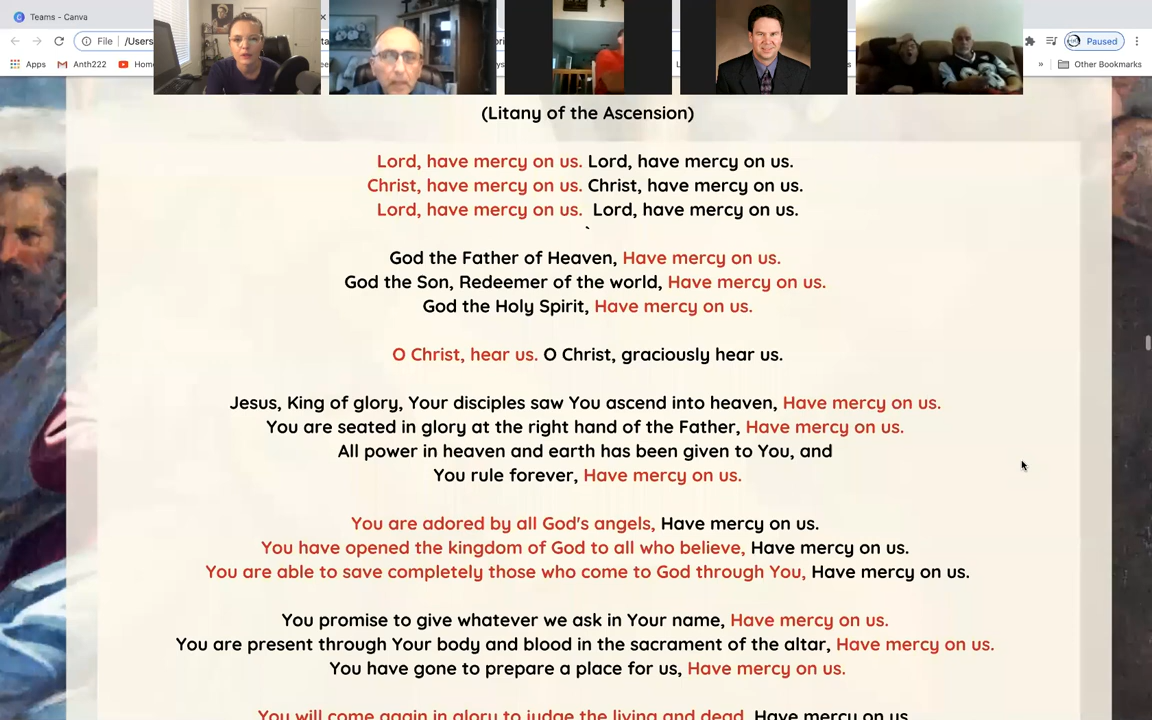 Teams - Canva
File
/Users
Paused
Apps
Anth222
Other Bookmarks
(Litany of the Ascension)
Lord, have mercy on us. Lord, have mercy on us.
Christ, have mercy on us. Christ, have mercy on us.
Lord, have mercy on us. Lord, have mercy on us.
`
God the Father of Heaven, Have mercy on us.
God the Son, Redeemer of the world, Have mercy on us.
God the Holy Spirit, Have mercy on us.
O Christ, hear us. O Christ, graciously hear us.
Jesus, King of glory, Your disciples saw You ascend into heaven, Have mercy on us.
You are seated in glory at the right hand of the Father, Have mercy on us.
All power in heaven and earth has been given to You, and
You rule forever, Have mercy on us.
You are adored by all God's angels, Have mercy on us.
You have opened the kingdom of God to all who believe, Have mercy on us.
You are able to save completely those who come to God through You, Have mercy on us.
You promise to give whatever we ask in Your name, Have mercy on us.
You are present through Your body and blood in the sacrament of the altar, Have mercy on us.
You have gone to prepare a place for us, Have mercy on us.
You will come again in glory to judge the living and dead, Have mercy on us.